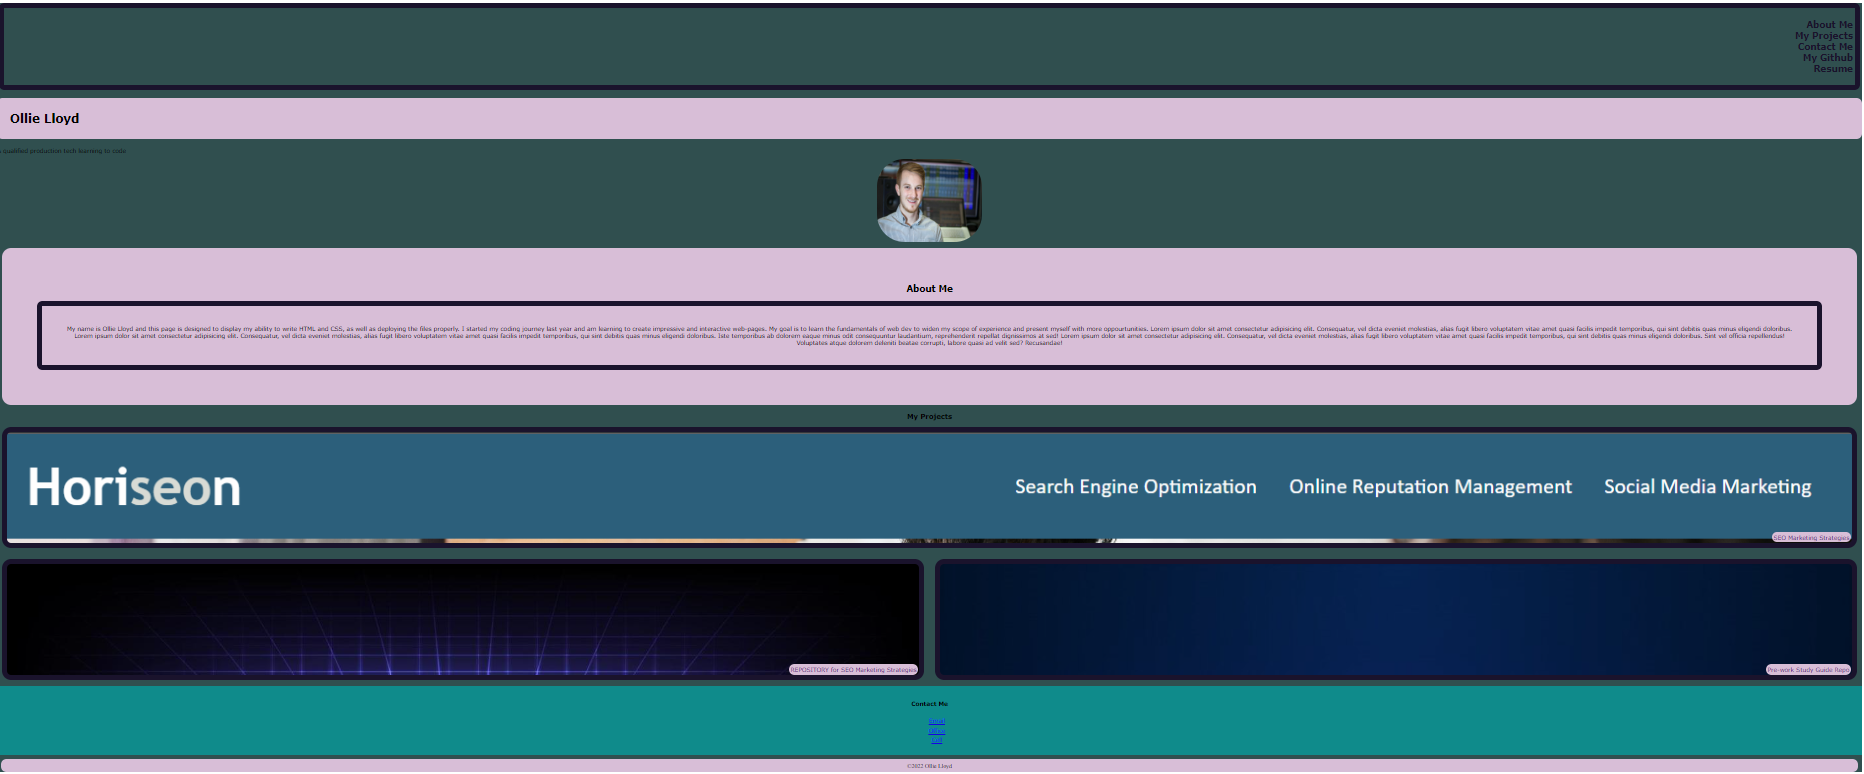 About Me
My Projects
Contact Me
My Github
Resume
Ollie Lloyd
qualified production tech learning to code
About Me
My name is Ollie Lloyd and this page is designed to display my ability to write HTML and CSS, as well as deploying the files properly. I started my coding journey last year and am learning to create impressive and interactive web-pages. My goal is to learn the fundamentals of web dev to widen my scope of experience and present myself with more oppourtunities. Lorem ipsum dolor sit amet consectetur adipisicing elit. Consequatur, vel dicta eveniet molestias, alias fugit libero voluptatem vitae amet quasi facilis impedit temporibus, qui sint debitis quas minus eligendi doloribus.
Lorem ipsum dolor sit amet consectetur adipisicing elit. Consequatur, vel dicta eveniet molestias, alias fugit libero voluptatem vitae amet quasi facilis impedit temporibus, qui sint debitis quas minus eligendi doloribus. Iste temporibus ab dolorem eaque minus odit consequuntur laudantium, reprehenderit repellat dignissimos at sed! Lorem ipsum dolor sit amet consectetur adipisicing elit. Consequatur, vel dicta eveniet molestias, alias fugit libero voluptatem vitae amet quasi facilis impedit temporibus, qui sint debitis quas minus eligendi doloribus. Sint vel officia repellendus!
Voluptates atque dolorem deleniti beatae corrupti, labore quasi ad velit sed? Recusandae!
My Projects
Horiseon
Search Engine Optimization Online Reputation Management Social Media Marketing
SEO Marketing Strategies
REPOSITORY for SEO Marketing Strategies
Pre-work Study Guide Repo
Contact Me
Email
Office
Cell
©2022 Ollie Lloyd